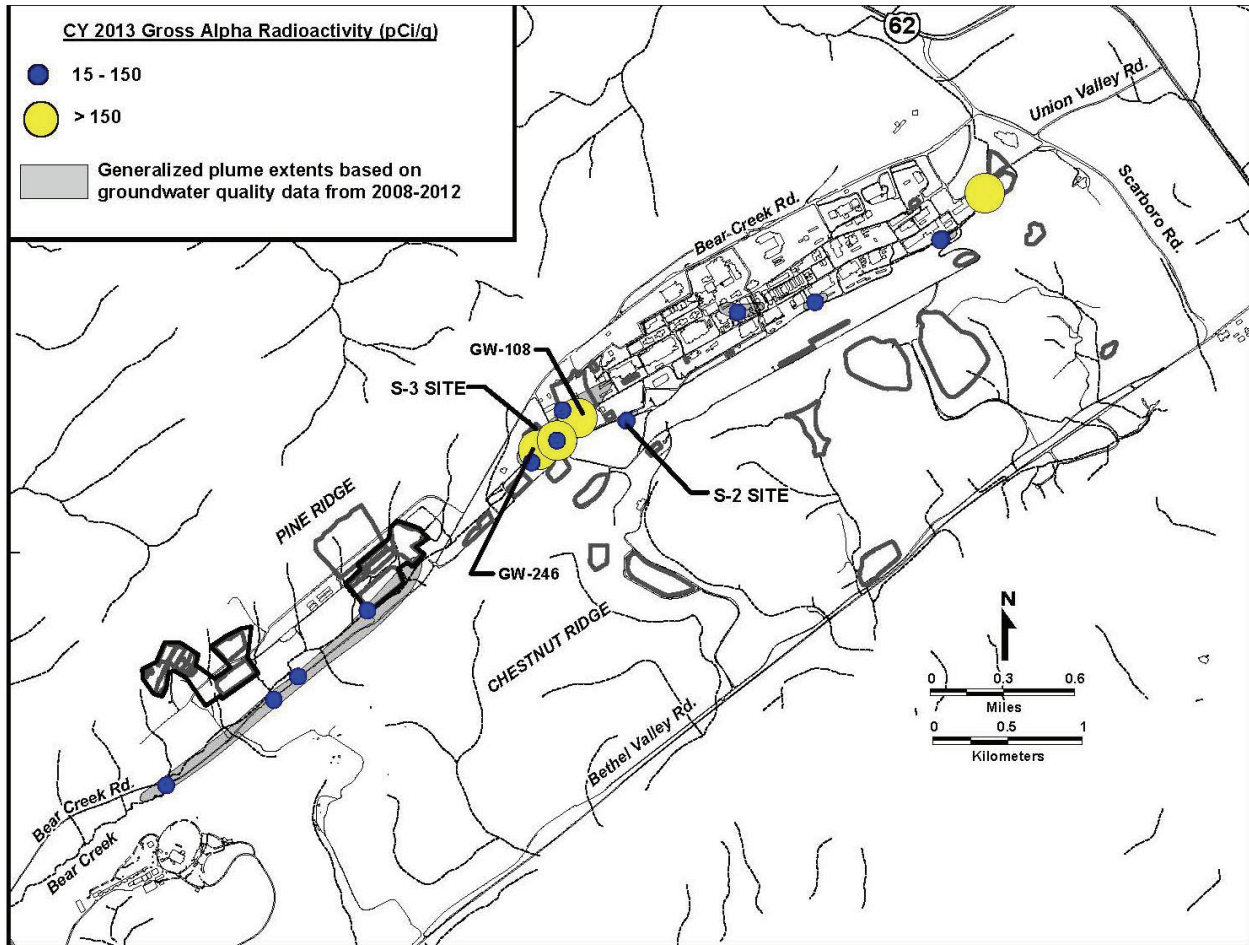 CY 2013 Gross Alpha Radioactivity (pCi/g)
15 - 150
> 150
Generalized plume extents based on
groundwater quality data from 2008-2012
62
Union Valley Rd.
Scarboro Rd.
Bear Creek Rd.
GW-108
S-3 SITE
S-2 SITE
GW-246
PINE RIDGE
CHESTNUT RIDGE
Bethel Valley Rd.
N
0 0.3 0.6
Miles
0 0.5 1
Kilometers
Bear Creek Rd.
Bear Creek